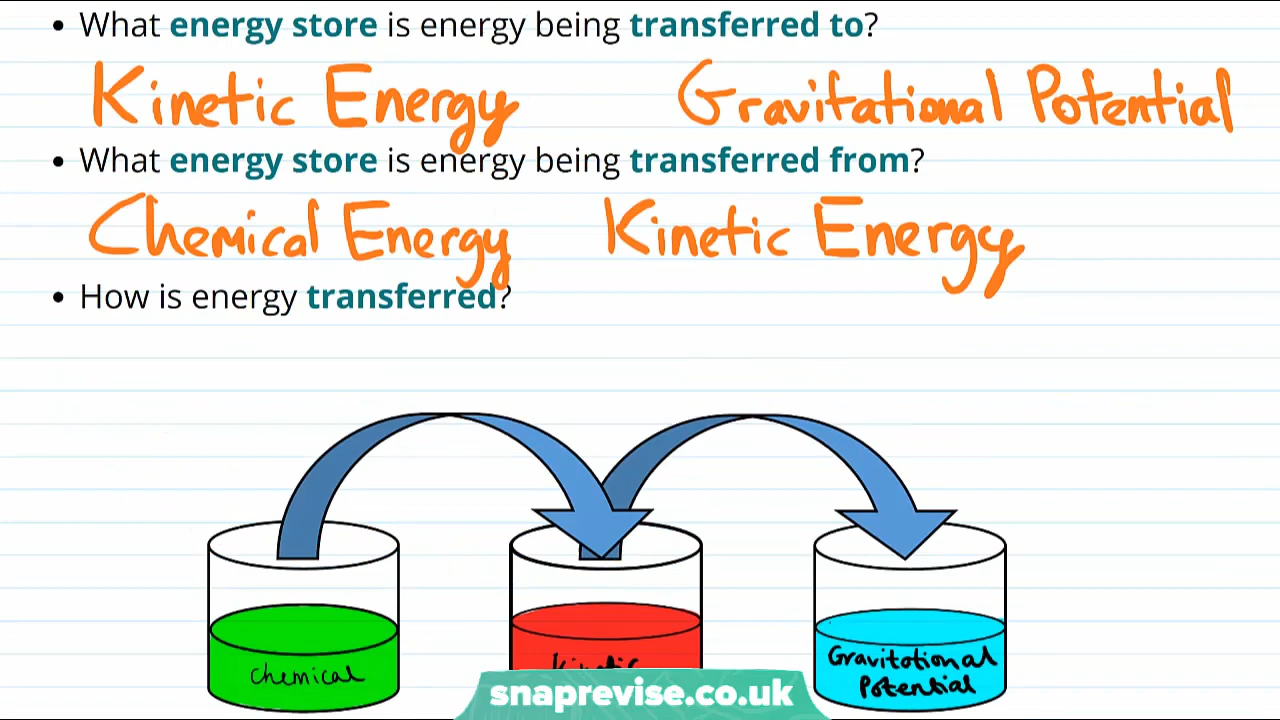 • What energy store is energy being transferred to?
Kinetic Energy Gravitational Potential
• What energy store is energy being transferred from?
Chemical Energy Kinetic Energy
• How is energy transferred?
Chemical
Kinetic
Gravitational
Potential
snaprevise.co.uk